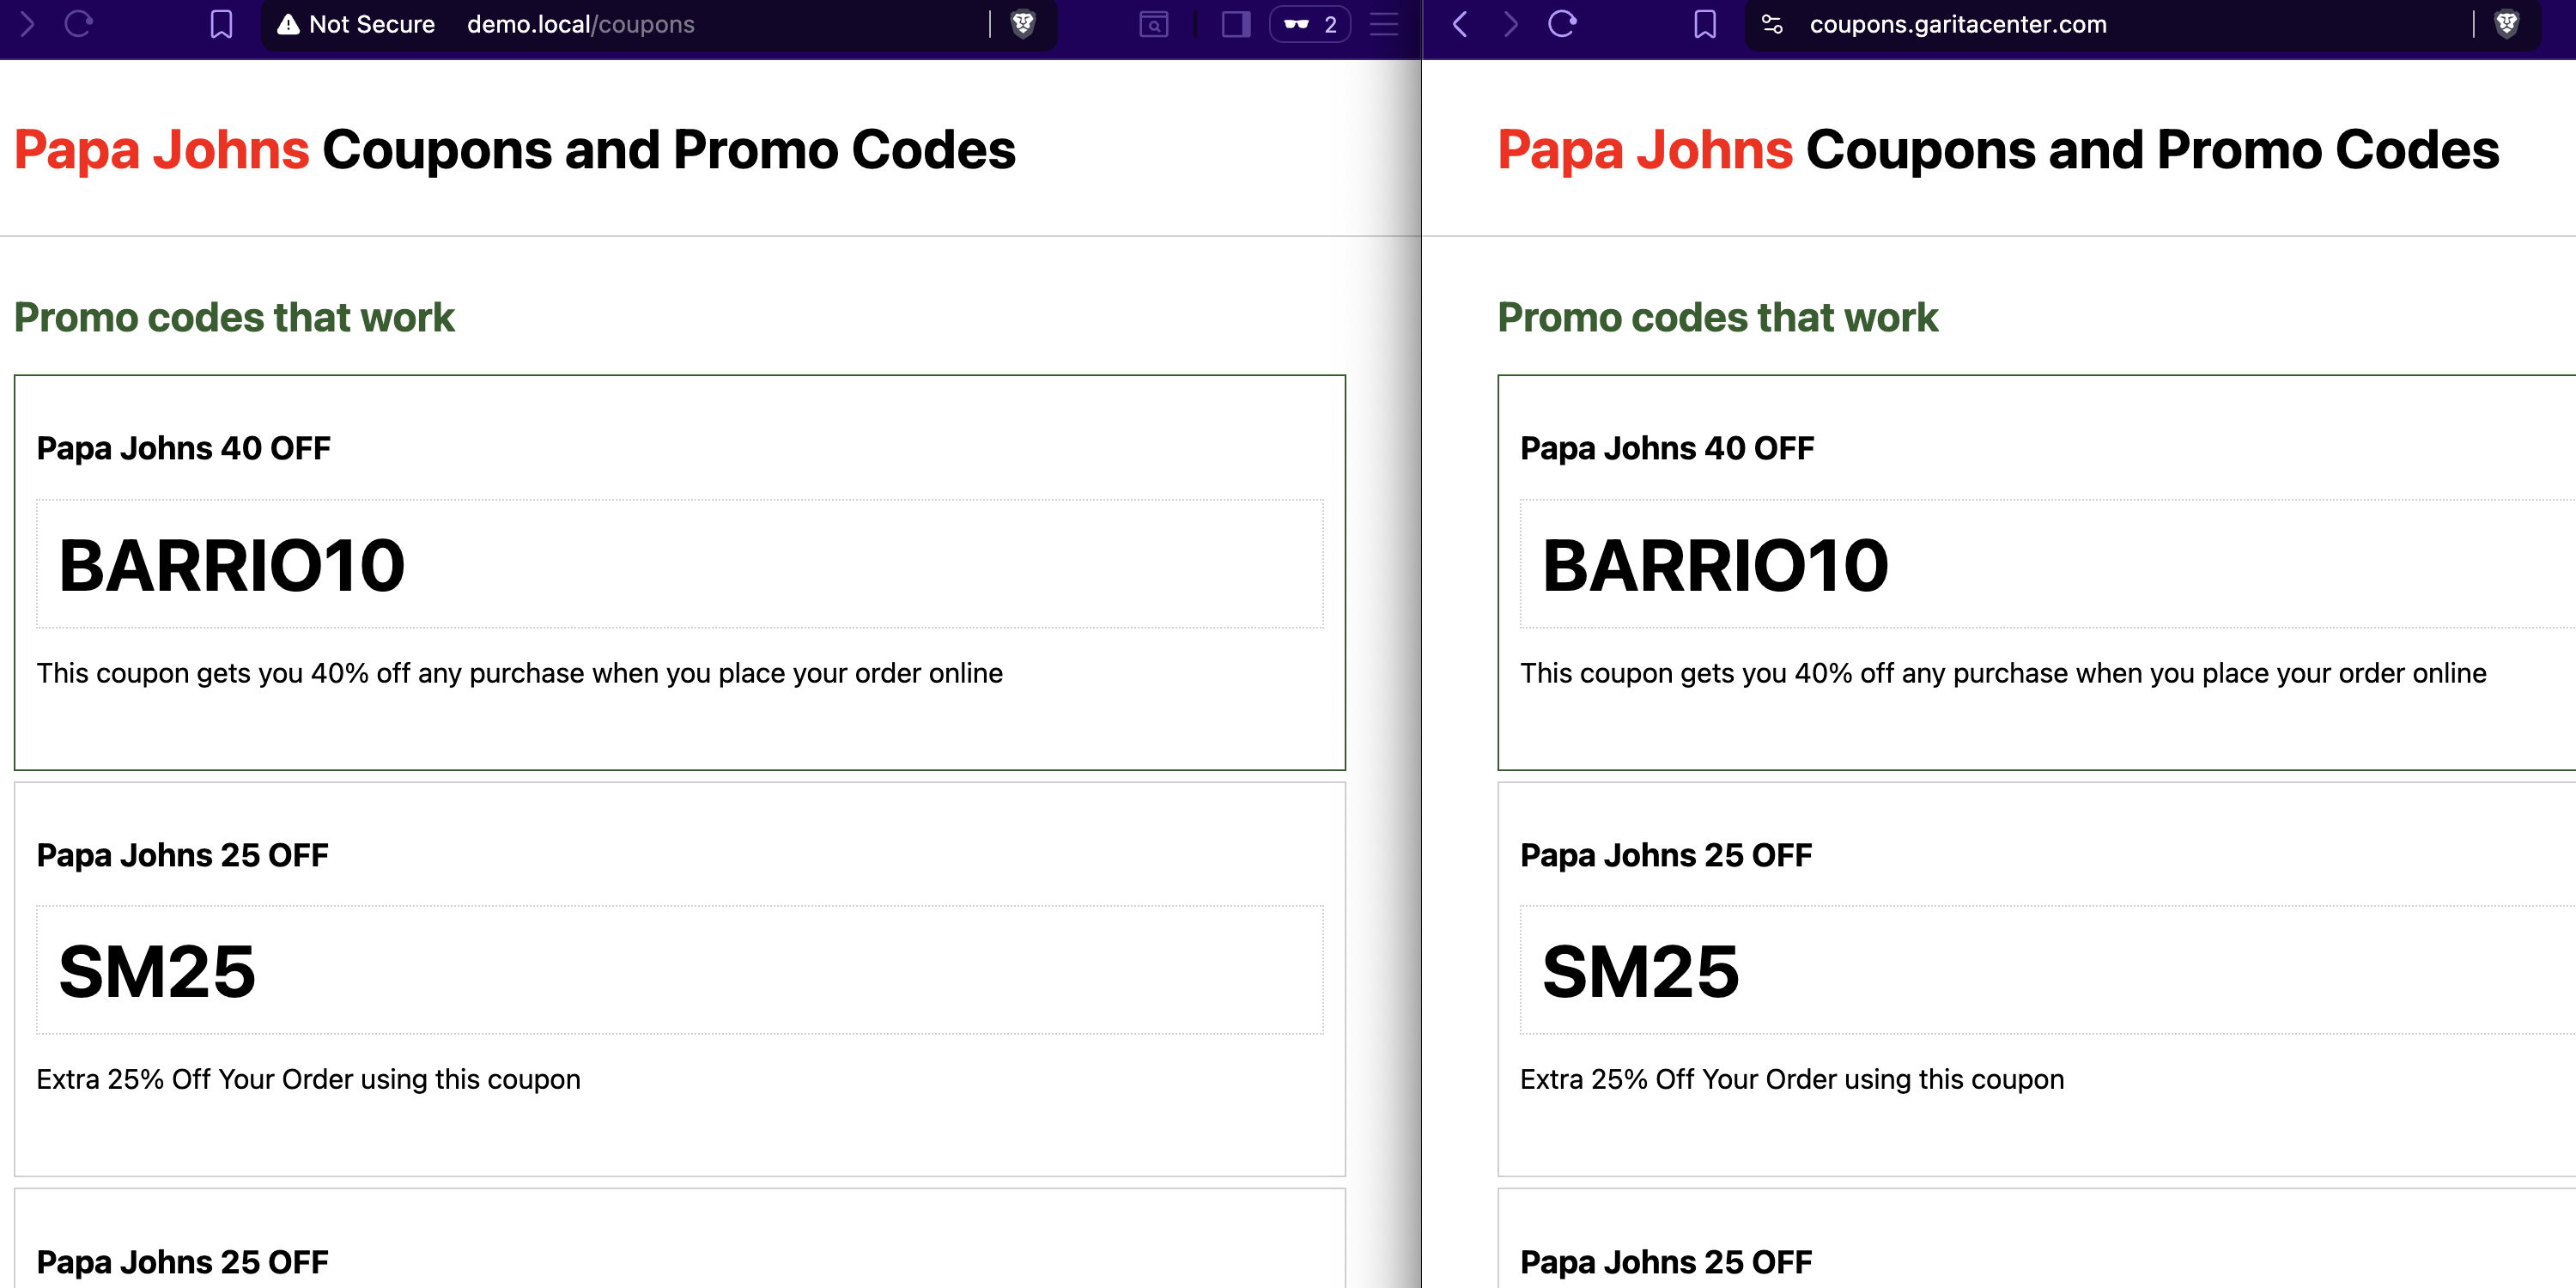 Not Secure demo.local/coupons
2
Papa Johns Coupons and Promo Codes
Promo codes that work
Papa Johns 40 OFF
BARRIO10
This coupon gets you 40% off any purchase when you place your order online
Papa Johns 25 OFF
SM25
Extra 25% Off Your Order using this coupon
Papa Johns 25 OFF
coupons.garitacenter.com
Papa Johns Coupons and Promo Codes
Promo codes that work
Papa Johns 40 OFF
BARRIO10
This coupon gets you 40% off any purchase when you place your order online
Papa Johns 25 OFF
SM25
Extra 25% Off Your Order using this coupon
Papa Johns 25 OFF